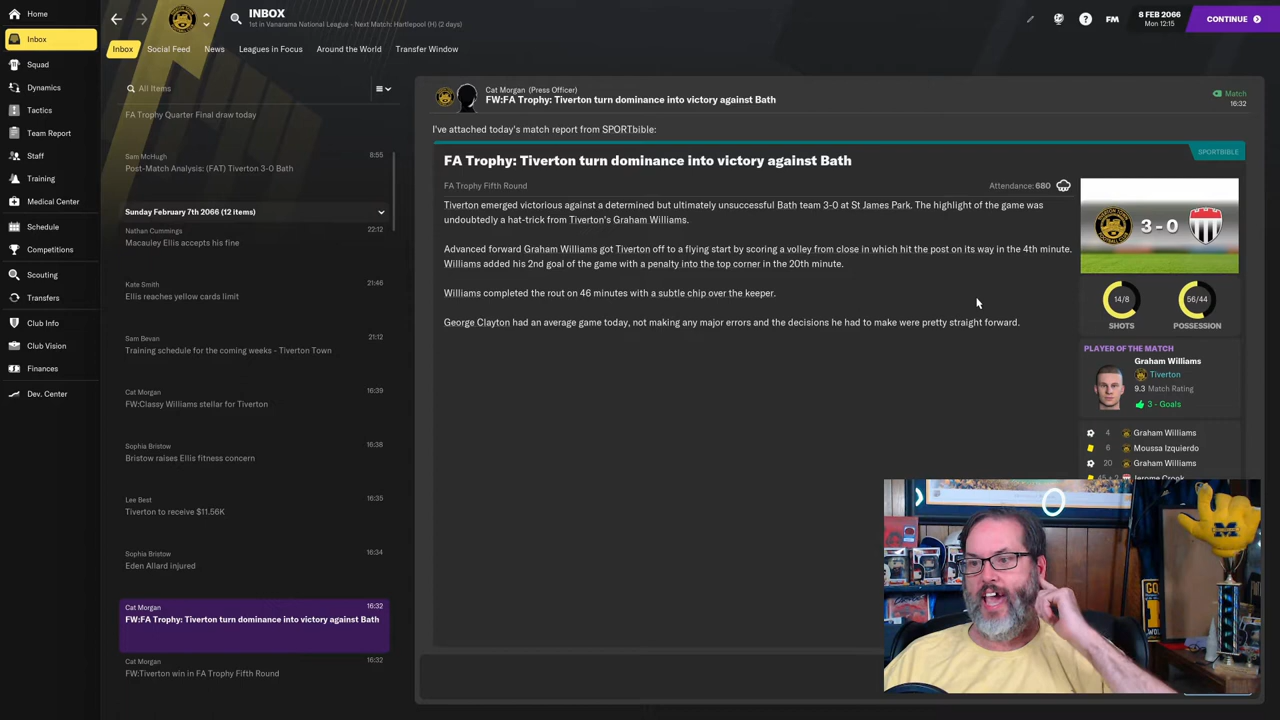 Home
Inbox
Squad
Dynamics
Tactics
Team Report
Staff
Training
Medical Center
Schedule
Competitions
Scouting
Transfers
Club Info
Club Vision
Finances
Dev. Center
INBOX
1st in Vanarama National League - Next Match: Hartlepool (H) (2 days)
FM
8 FEB 2066
Mon 12:15
CONTINUE
Inbox Social Feed News Leagues in Focus Around the World Transfer Window
All Items
FA Trophy Quarter Final draw today
Sam McHugh 8:55
Post-Match Analysis: (FAT) Tiverton 3-0 Bath
Sunday February 7th 2066 (12 items)
Nathan Cummings 22:12
Macauley Ellis accepts his fine
Kate Smith 21:46
Ellis reaches yellow cards limit
Sam Bevan 21:12
Training schedule for the coming weeks - Tiverton Town
Cat Morgan 16:39
FW:Classy Williams stellar for Tiverton
Sophia Bristow 16:38
Bristow raises Ellis fitness concern
Lee Best 16:35
Tiverton to receive $11.56K
Sophia Bristow 16:34
Eden Allard injured
Cat Morgan 16:32
FW:FA Trophy: Tiverton turn dominance into victory against Bath
Cat Morgan 16:32
FW:Tiverton win in FA Trophy Fifth Round
Cat Morgan (Press Officer)
FW:FA Trophy: Tiverton turn dominance into victory against Bath
Match
16:32
I've attached today's match report from SPORTbible:
SPORTBIBLE
FA Trophy: Tiverton turn dominance into victory against Bath
FA Trophy Fifth Round Attendance: 680
Tiverton emerged victorious against a determined but ultimately unsuccessful Bath team 3-0 at St James Park. The highlight of the game was
undoubtedly a hat-trick from Tiverton's Graham Williams.
Advanced forward Graham Williams got Tiverton off to a flying start by scoring a volley from close in which hit the post on its way in the 4th minute.
Williams added his 2nd goal of the game with a penalty into the top corner in the 20th minute.
Williams completed the rout on 46 minutes with a subtle chip over the keeper.
George Clayton had an average game today, not making any major errors and the decisions he had to make were pretty straight forward.
3 - 0
14/8 56/44
SHOTS POSSESSION
PLAYER OF THE MATCH
Graham Williams
Tiverton
9.3 Match Rating
3 - Goals
4 Graham Williams
6 Moussa Izquierdo
20 Graham Williams
Jerome Cronk